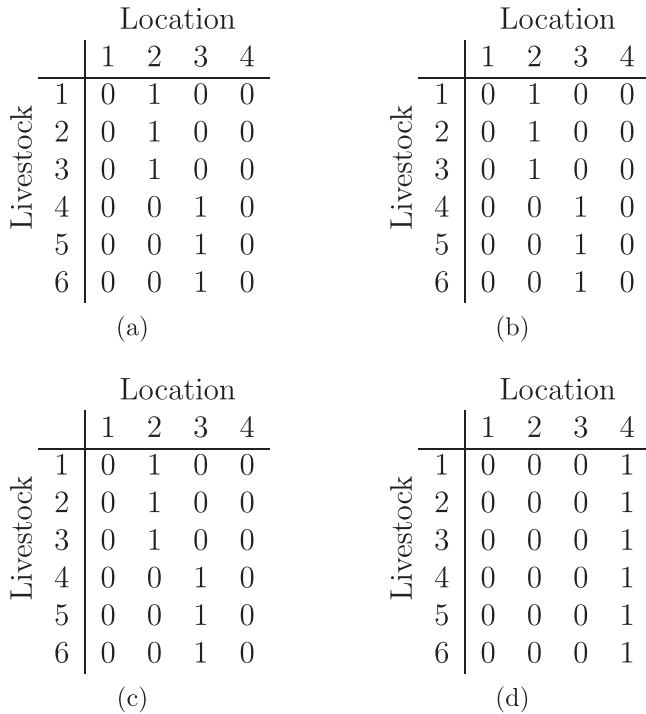 Location
1 2 3 4
Livestock
1 0 1 0 0
2 0 1 0 0
3 0 1 0 0
4 0 0 1 0
5 0 0 1 0
6 0 0 1 0
(a)
Location
1 2 3 4
Livestock
1 0 1 0 0
2 0 1 0 0
3 0 1 0 0
4 0 0 1 0
5 0 0 1 0
6 0 0 1 0
(b)
Location
1 2 3 4
Livestock
1 0 1 0 0
2 0 1 0 0
3 0 1 0 0
4 0 0 1 0
5 0 0 1 0
6 0 0 1 0
(c)
Location
1 2 3 4
Livestock
1 0 0 0 1
2 0 0 0 1
3 0 0 0 1
4 0 0 0 1
5 0 0 0 1
6 0 0 0 1
(d)